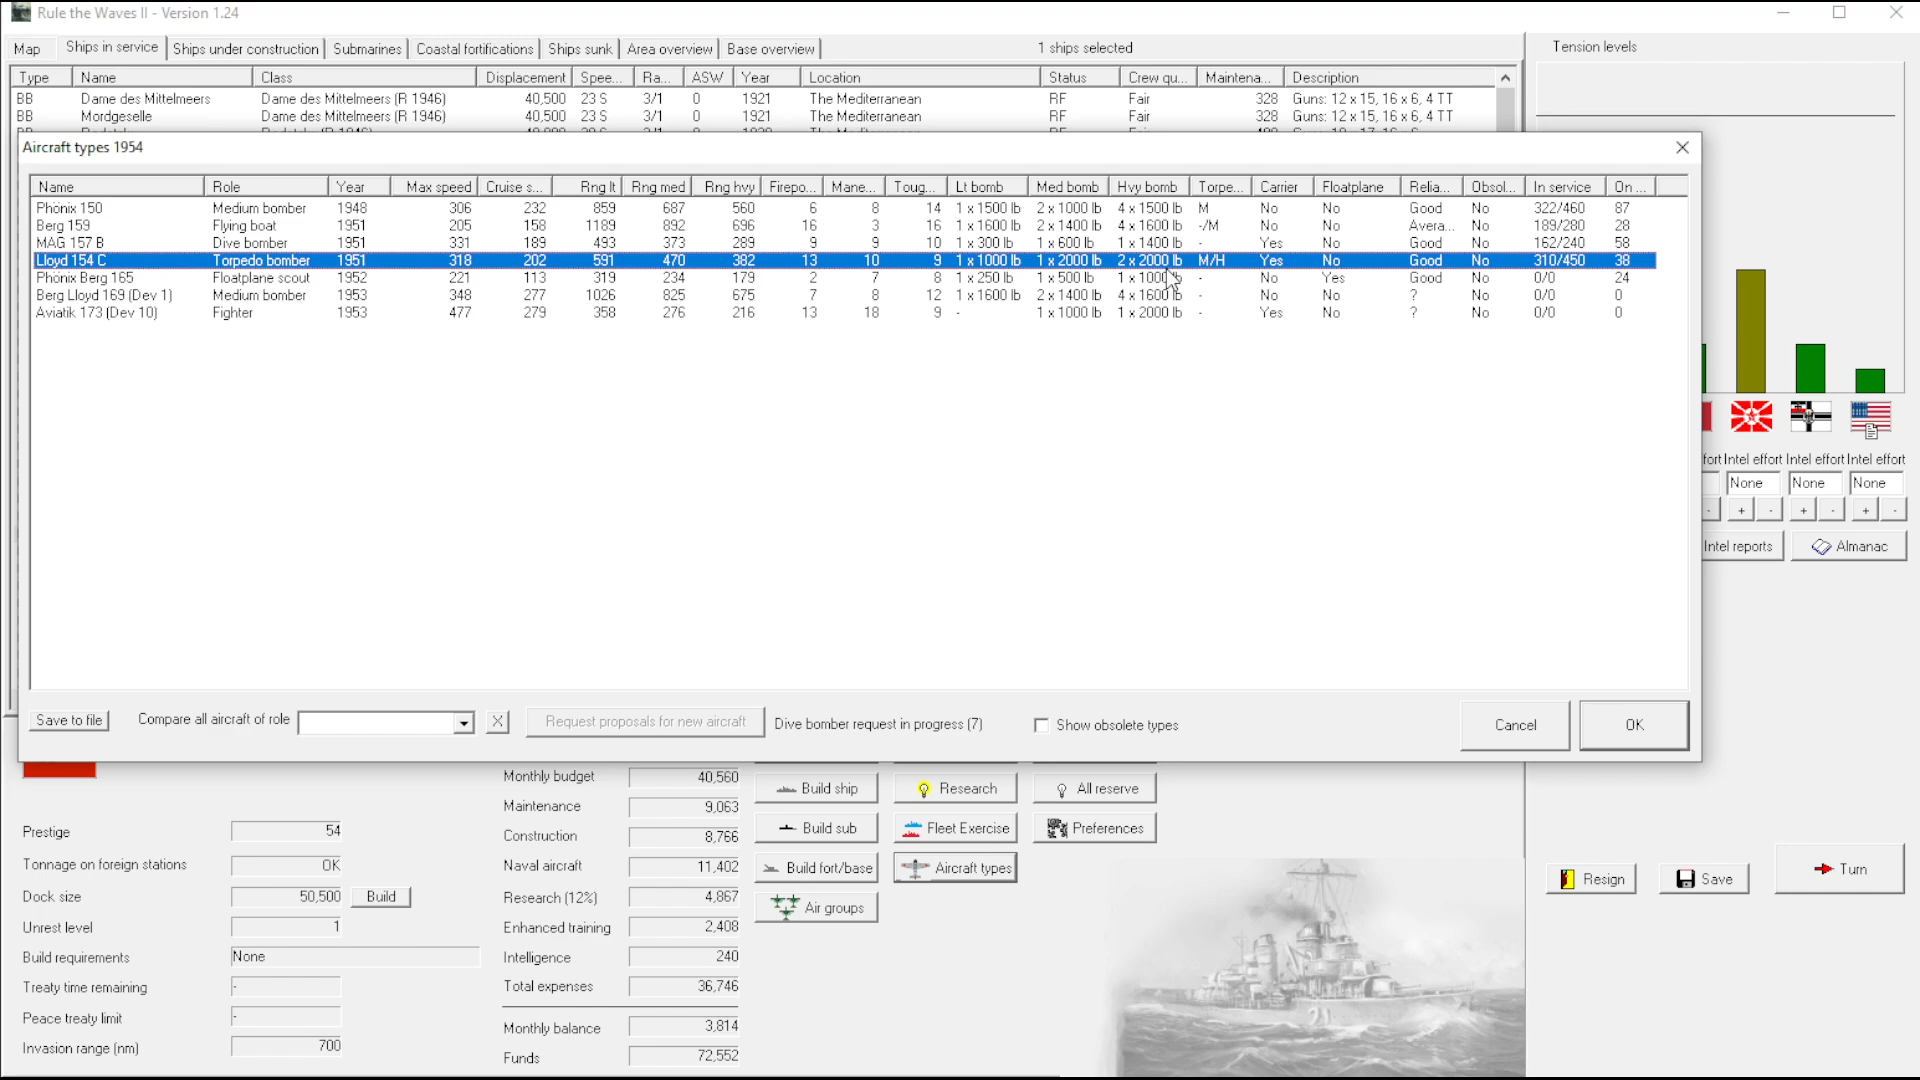 Rule the Waves II - Version 1.24
Map Ships in service Ships under construction Submarines Coastal fortifications Ships sunk Area overview Base overview 1 ships selected Tension levels
Type Name Class Displacement Spee... Ra... ASW Year Location Status Crew qu... Maintena... Description
BB Dame des Mittelmeers Dame des Mittelmeers (R 1946) 40,500 23 S 3/1 0 1921 The Mediterranean RF Fair 328 Guns: 12 x 15, 16 x 6, 4 TT
BB Mordgeselle Dame des Mittelmeers (R 1946) 40,500 23 S 3/1 0 1921 The Mediterranean RF Fair 328 Guns: 12 x 15, 16 x 6, 4 TT
Aircraft types 1954
Name Role Year Max speed Cruise s... Rng lt Rng med Rng hvy Firepo... Mane... Toug... Lt bomb Med bomb Hvy bomb Torpe... Carrier Floatplane Relia... Obsol... In service On ...
Phönix 150 Medium bomber 1948 306 232 859 687 560 6 8 14 1 x 1500 lb 2 x 1000 lb 4 x 1500 lb M No No Good No 322/460 87
Berg 159 Flying boat 1951 205 158 1189 892 696 16 3 16 1 x 1600 lb 2 x 1400 lb 4 x 1600 lb -/M No No Avera... No 189/280 28
MAG 157 B Dive bomber 1951 331 189 493 373 289 9 9 10 1 x 300 lb 1 x 600 lb 1 x 1400 lb - Yes No Good No 162/240 58
Lloyd 154 C Torpedo bomber 1951 318 202 591 470 382 13 10 9 1 x 1000 lb 1 x 2000 lb 2 x 2000 lb M/H Yes No Good No 310/450 38
Phönix Berg 165 Floatplane scout 1952 221 113 319 234 179 2 7 8 1 x 250 lb 1 x 500 lb 1 x 1000 lb - No Yes Good No 0/0 24
Berg Lloyd 169 (Dev 1) Medium bomber 1953 348 277 1026 825 675 7 8 12 1 x 1600 lb 2 x 1400 lb 4 x 1600 lb - No No ? No 0/0 0
Aviatik 173 (Dev 10) Fighter 1953 477 279 358 276 216 13 18 9 - 1 x 1000 lb 1 x 2000 lb - Yes No ? No 0/0 0
Intel effort Intel effort Intel effort
None None None
+ - + - + -
Intel reports Almanac
Save to file Compare all aircraft of role X Request proposals for new aircraft Dive bomber request in progress (7) Show obsolete types Cancel OK
Monthly budget 40,560 Build ship Research All reserve
Maintenance 9,063
Prestige 54 Construction 8,766 Build sub Fleet Exercise Preferences
Tonnage on foreign stations OK Naval aircraft 11,402 Build fort/base Aircraft types Turn
Dock size 50,500 Build Research (12%) 4,867 Air groups Resign Save
Unrest level 1 Enhanced training 2,408
Build requirements None Intelligence 240
Treaty time remaining - Total expenses 36,746
Peace treaty limit - Monthly balance 3,814
Invasion range (nm) 700 Funds 72,552
21